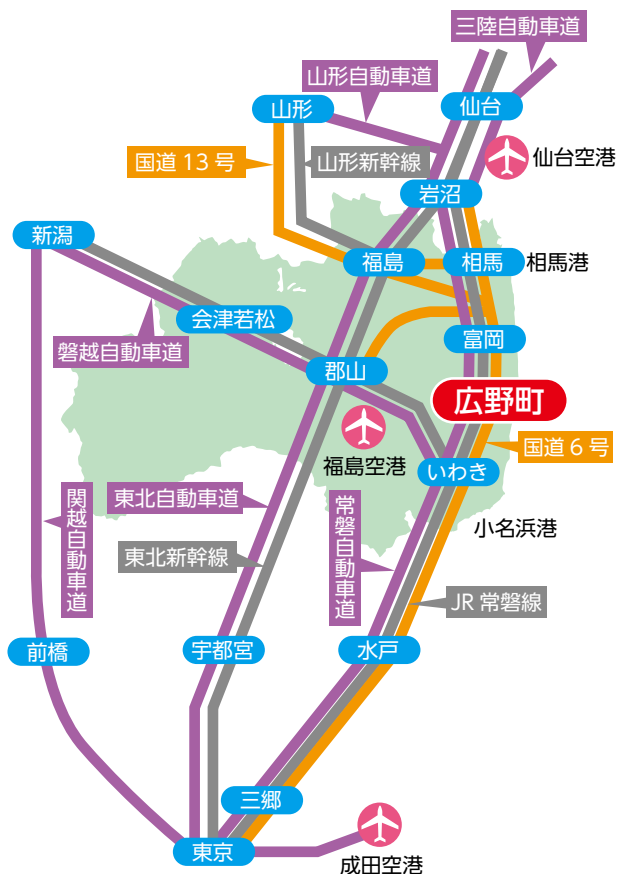 三陸自動車道
山形自動車道
山形
仙台
国道13号
山形新幹線
仙台空港
岩沼
新潟
福島
相馬
相馬港
会津若松
磐越自動車道
富岡
郡山
広野町
国道6号
福島空港
いわき
関越自動車道
東北自動車道
常磐自動車道
小名浜港
東北新幹線
JR常磐線
前橋
宇都宮
水戸
三郷
東京
成田空港